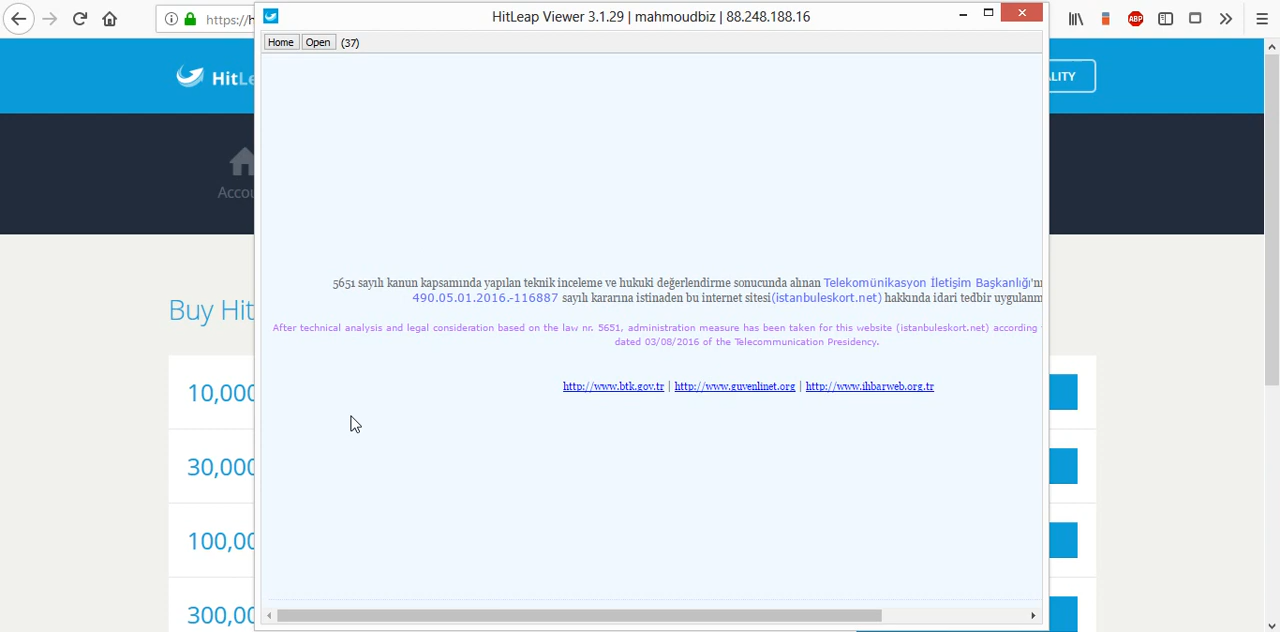 HitLeap Viewer 3.1.29 | mahmoudbiz | 88.248.188.16
https://h
ABP
Home Open (37)
HitLe
LITY
Accou
5651 sayılı kanun kapsamında yapılan teknik inceleme ve hukuki değerlendirme sonucunda alınan Telekomünikasyon İletişim Başkanlığı'n
490.05.01.2016.-116887 sayılı kararına istinaden bu internet sitesi(istanbuleskort.net) hakkında idari tedbir uygulanm
Buy Hit
After technical analysis and legal consideration based on the law nr. 5651, administration measure has been taken for this website (istanbuleskort.net) according
dated 03/08/2016 of the Telecommunication Presidency.
http://www.btk.gov.tr | http://www.guvenlinet.org | http://www.ihbarweb.org.tr
10,000
30,000
100,00
300,00